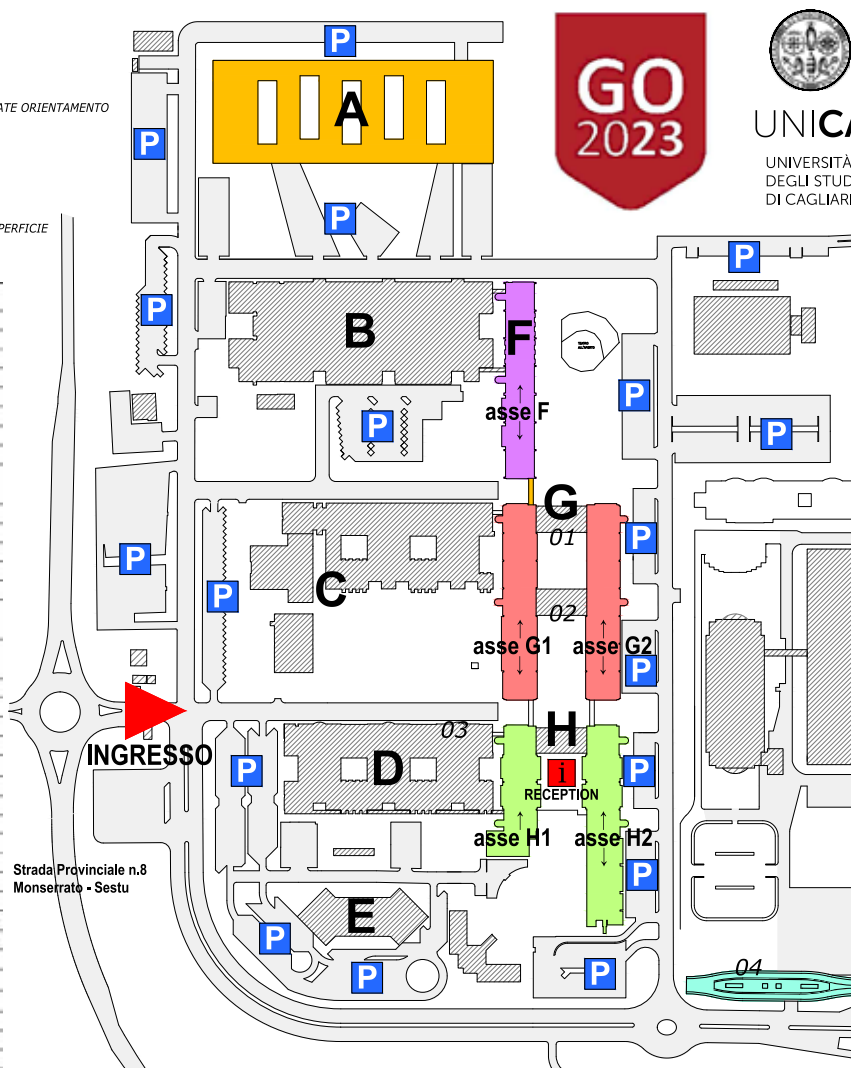 P
A
GO
2023
UNICA
UNIVERSITÀ
DEGLI STUD
DI CAGLIARI
ATE ORIENTAMENTO
P
P
PERFICIE
P
P
B
F
P
asse F
P
P
G
01
P
P
C
P
02
asse G1
asse G2
P
INGRESSO
03
H
D
P
i
P
RECEPTION
asse H1
asse H2
Strada Provinciale n.8
Monserrato - Sestu
P
E
P
P
P
04